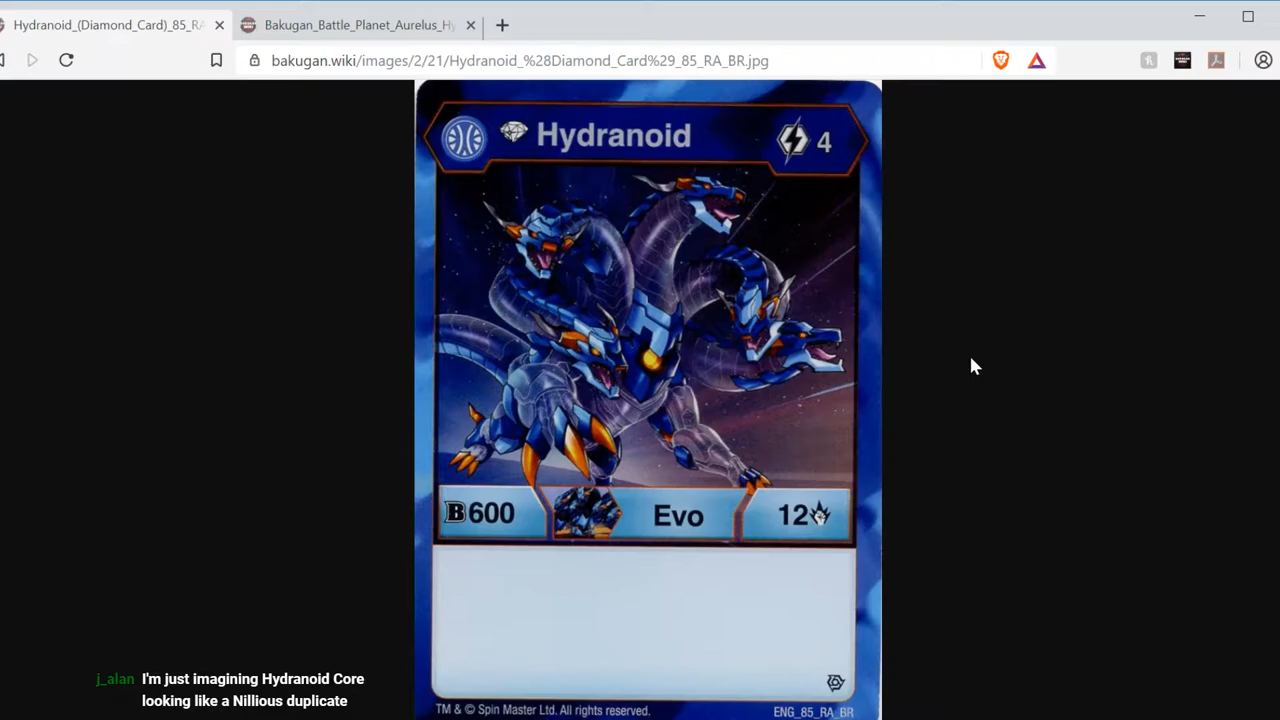 Hydranoid_(Diamond_Card)_85_RA
Bakugan_Battle_Planet_Aurelus_Hy
bakugan.wiki/images/2/21/Hydranoid_%28Diamond_Card%29_85_RA_BR.jpg
Hydranoid
4
B600
Evo
12
j_alan I'm just imagining Hydranoid Core
looking like a Nillious duplicate
TM & © Spin Master Ltd. All rights reserved.
ENG_85_RA_BR